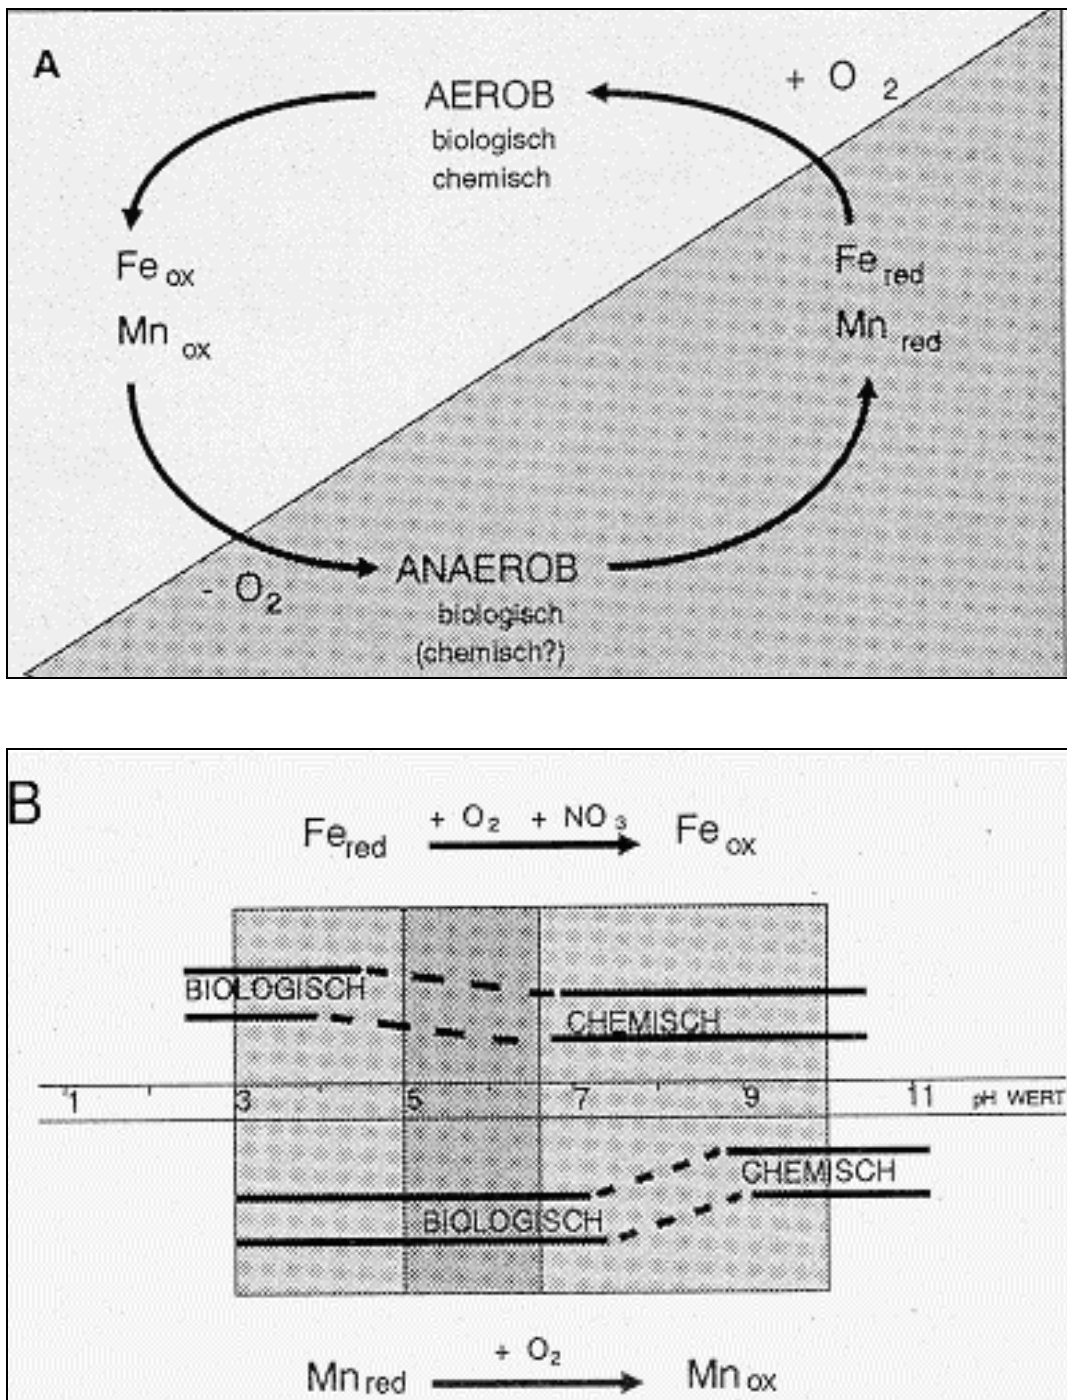 A
AEROB
+ O 2
biologisch
chemisch
Fe ox
Fe red
Mn ox
Mn red
ANAEROB
- O2
biologisch
(chemisch?)
B
Fe red + O2 + NO3 Fe ox
BIOLOGISCH
CHEMISCH
1 3 5 7 9 11 pH WERT
CHEMISCH
BIOLOGISCH
Mn red + O2 Mn ox